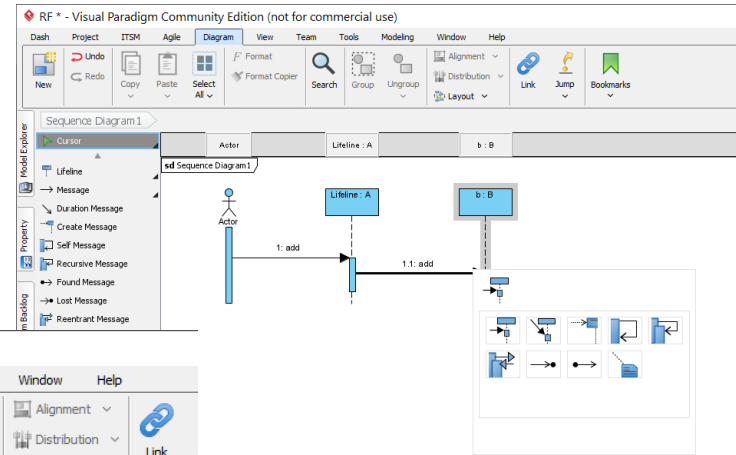 RF * - Visual Paradigm Community Edition (not for commercial use)
Dash Project ITSM Agile Diagram View Team Tools Modeling Window Help
New
Undo
Redo
Copy
Paste
Select
All
Format
Format Copier
Search
Group
Ungroup
Alignment
Distribution
Layout
Link
Jump
Bookmarks
Model Explorer
Property
Backlog
Sequence Diagram1
Cursor
Lifeline
Message
Duration Message
Create Message
Self Message
Recursive Message
Found Message
Lost Message
Reentrant Message
Actor Lifeline : A b : B
sd Sequence Diagram1
Actor
Lifeline : A
b : B
1: add
1.1: add
Window Help
Alignment
Distribution
Link